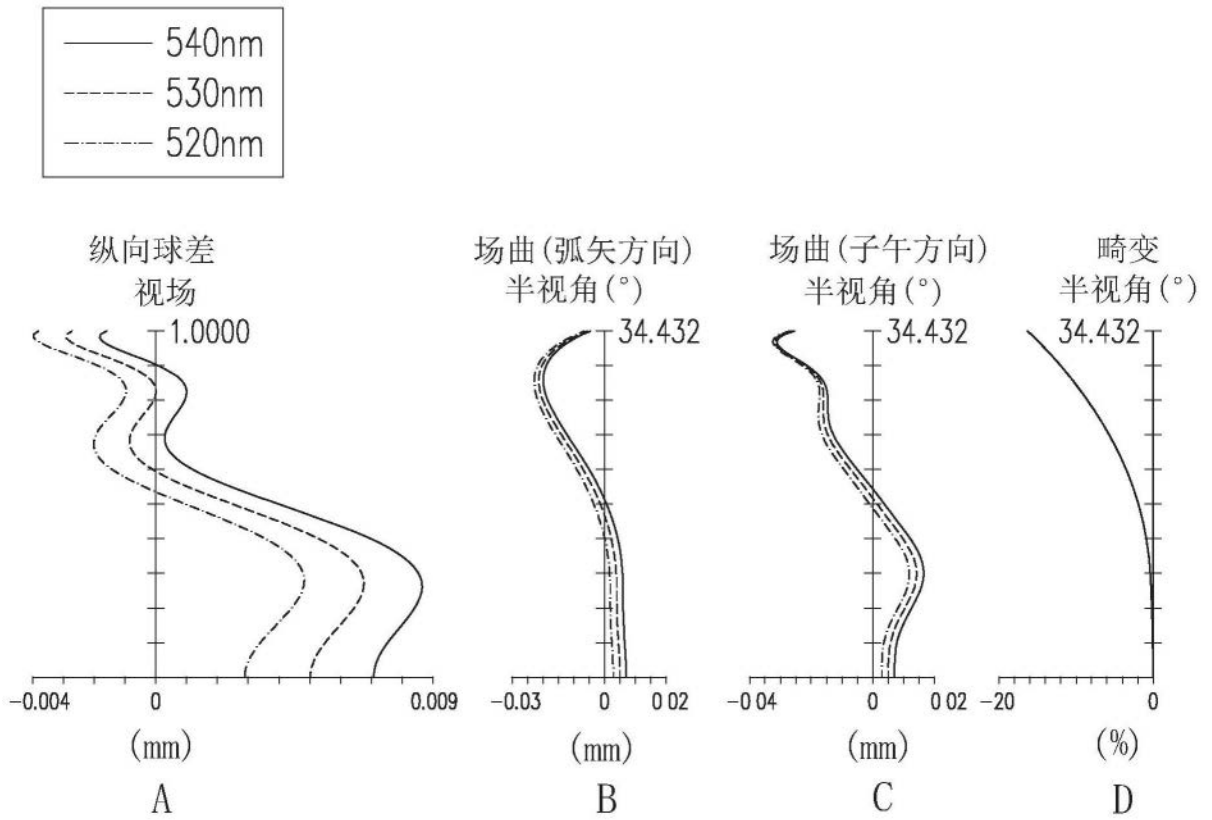 540nm
530nm
520nm
纵向球差
视场
1.0000
-0.004
0
0.009
(mm)
A
场曲(弧矢方向)
半视角(°)
34.432
-0.03
0
0 02
(mm)
B
场曲(子午方向)
半视角(°)
34.432
-0 04
0
0 02
(mm)
C
畸变
半视角(°)
34.432
-20
0
(%)
D